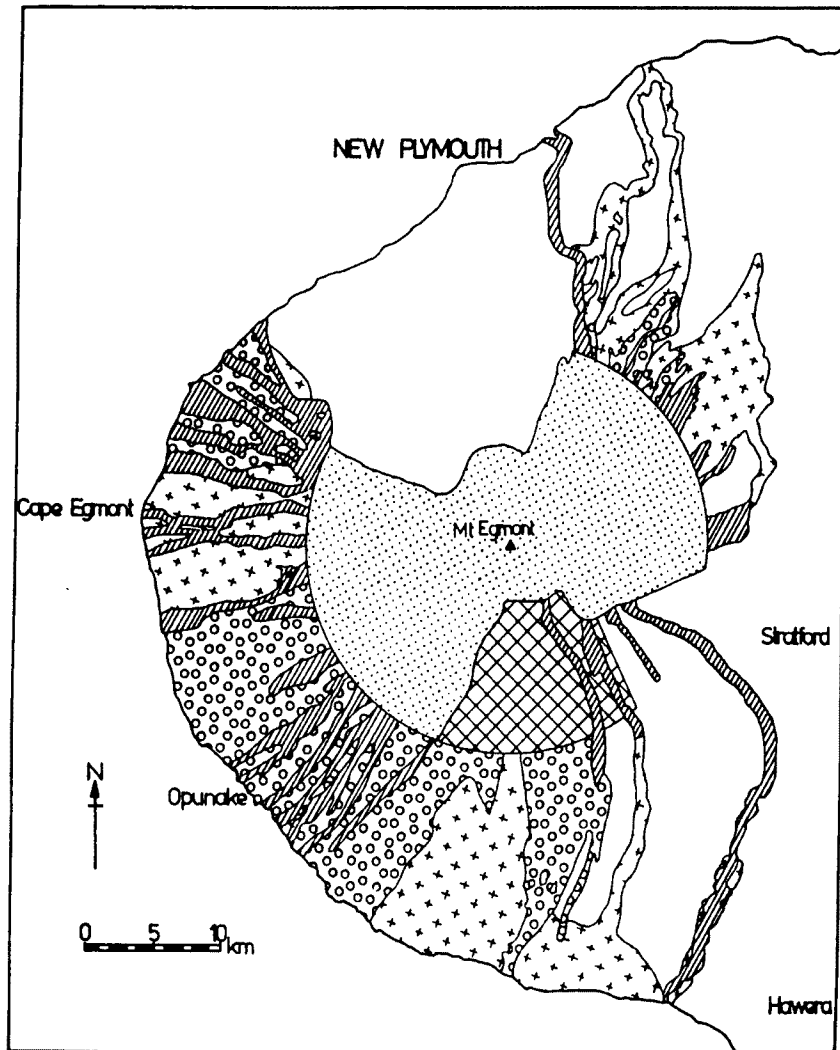 NEW PLYMOUTH
Cape Egmont
Mt Egmont
Stratford
N
Opunake
0 5 10 km
Hawera